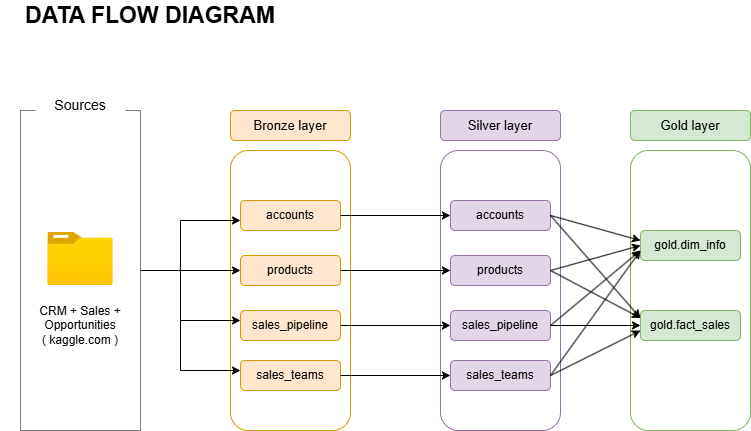 DATA FLOW DIAGRAM
Sources
Bronze layer
Silver layer
Gold layer
accounts
accounts
gold.dim_info
products
products
CRM + Sales +
Opportunities
( kaggle.com )
sales_pipeline
sales_pipeline
gold.fact_sales
sales_teams
sales_teams